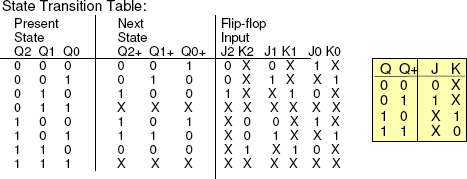 State Transition Table:
Present Next Flip-flop
State State Input
Q2 Q1 Q0 Q2+ Q1+ Q0+ J2 K2 J1 K1 J0 K0
0 0 0 0 0 1 0 X 0 X 1 X
0 0 1 0 1 0 0 X 1 X X 1
0 1 0 1 0 0 1 X X 1 0 X
0 1 1 X X X X X X X X X
1 0 0 1 0 1 X 0 0 X 1 X
1 0 1 1 1 0 X 0 1 X X 1
1 1 0 0 0 0 X 1 X 1 0 X
1 1 1 X X X X X X X X X
Q Q+ J K
0 0 0 X
0 1 1 X
1 0 X 1
1 1 X 0